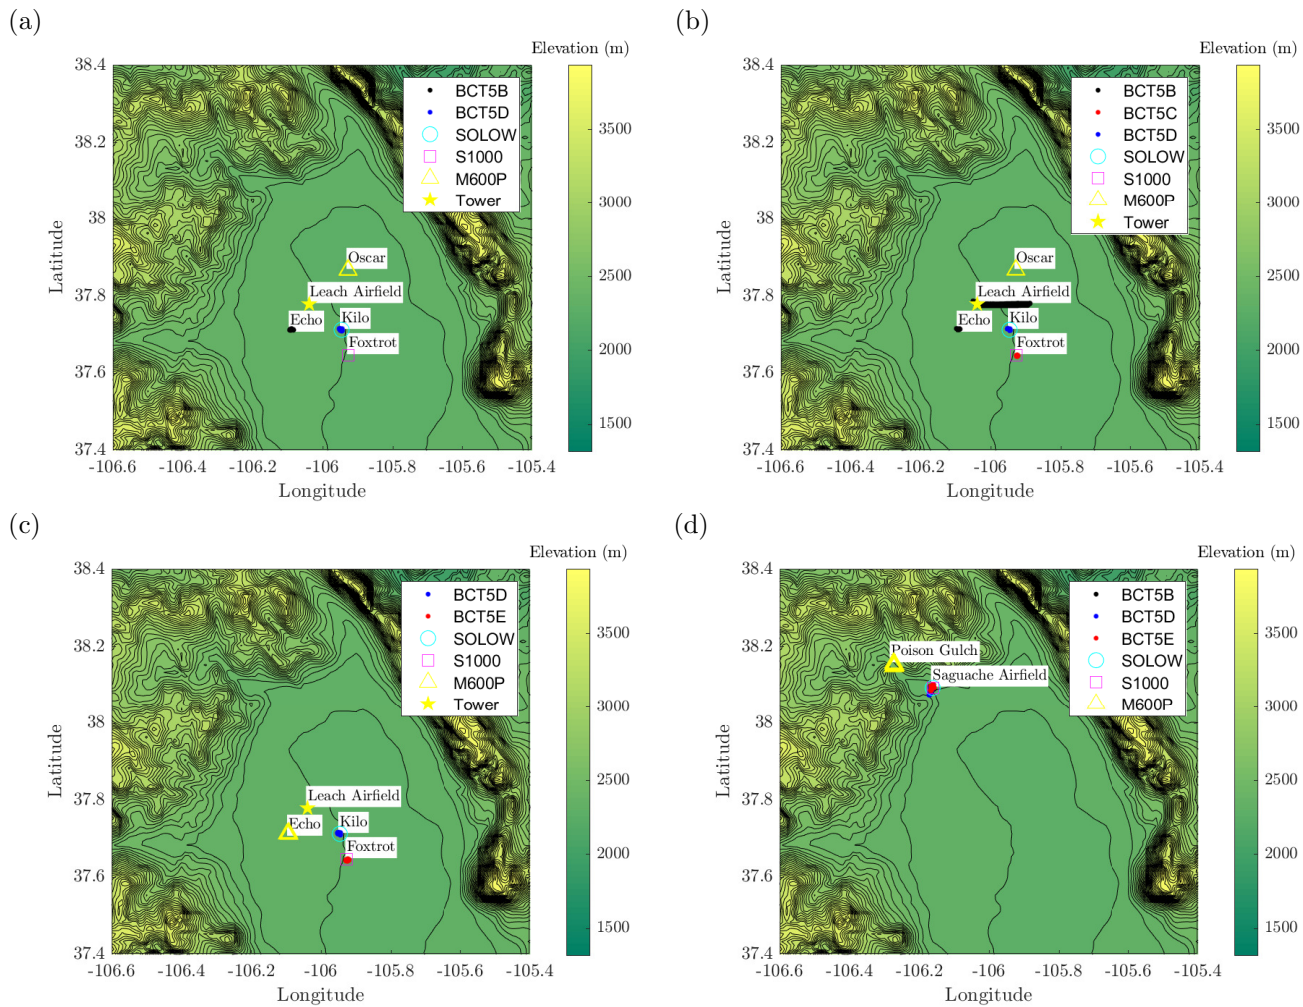 (a)
Elevation (m)
38.4
38.2
38
37.8
37.6
37.4
Latitude
-106.6
-106.4
-106.2
-106
-105.8
-105.6
-105.4
Longitude
BCT5B
BCT5D
SOLOW
S1000
M600P
Tower
Oscar
Leach Airfield
Echo
Kilo
Foxtrot
3500
3000
2500
2000
1500
(b)
Elevation (m)
38.4
38.2
38
37.8
37.6
37.4
Latitude
-106.6
-106.4
-106.2
-106
-105.8
-105.6
-105.4
Longitude
BCT5B
BCT5C
BCT5D
SOLOW
S1000
M600P
Tower
Oscar
Leach Airfield
Echo
Kilo
Foxtrot
3500
3000
2500
2000
1500
(c)
Elevation (m)
38.4
38.2
38
37.8
37.6
37.4
Latitude
-106.6
-106.4
-106.2
-106
-105.8
-105.6
-105.4
Longitude
BCT5D
BCT5E
SOLOW
S1000
M600P
Tower
Leach Airfield
Echo
Kilo
Foxtrot
3500
3000
2500
2000
1500
(d)
Elevation (m)
38.4
38.2
38
37.8
37.6
37.4
Latitude
-106.6
-106.4
-106.2
-106
-105.8
-105.6
-105.4
Longitude
BCT5B
BCT5D
BCT5E
SOLOW
S1000
M600P
Poison Gulch
Saguache Airfield
3500
3000
2500
2000
1500